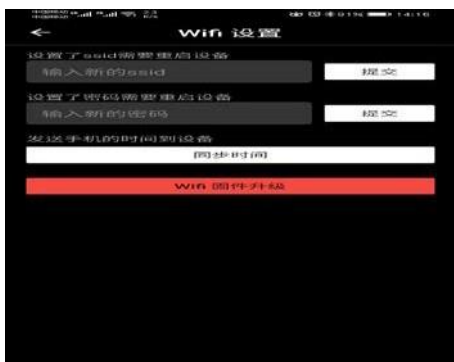 91% 14:16
← Wifi 设置
设置了ssid需要重启设备
输入新的ssid 提交
设置了密码需要重启设备
输入新的密码 提交
发送手机的时间到设备
同步时间
Wifi 固件升级